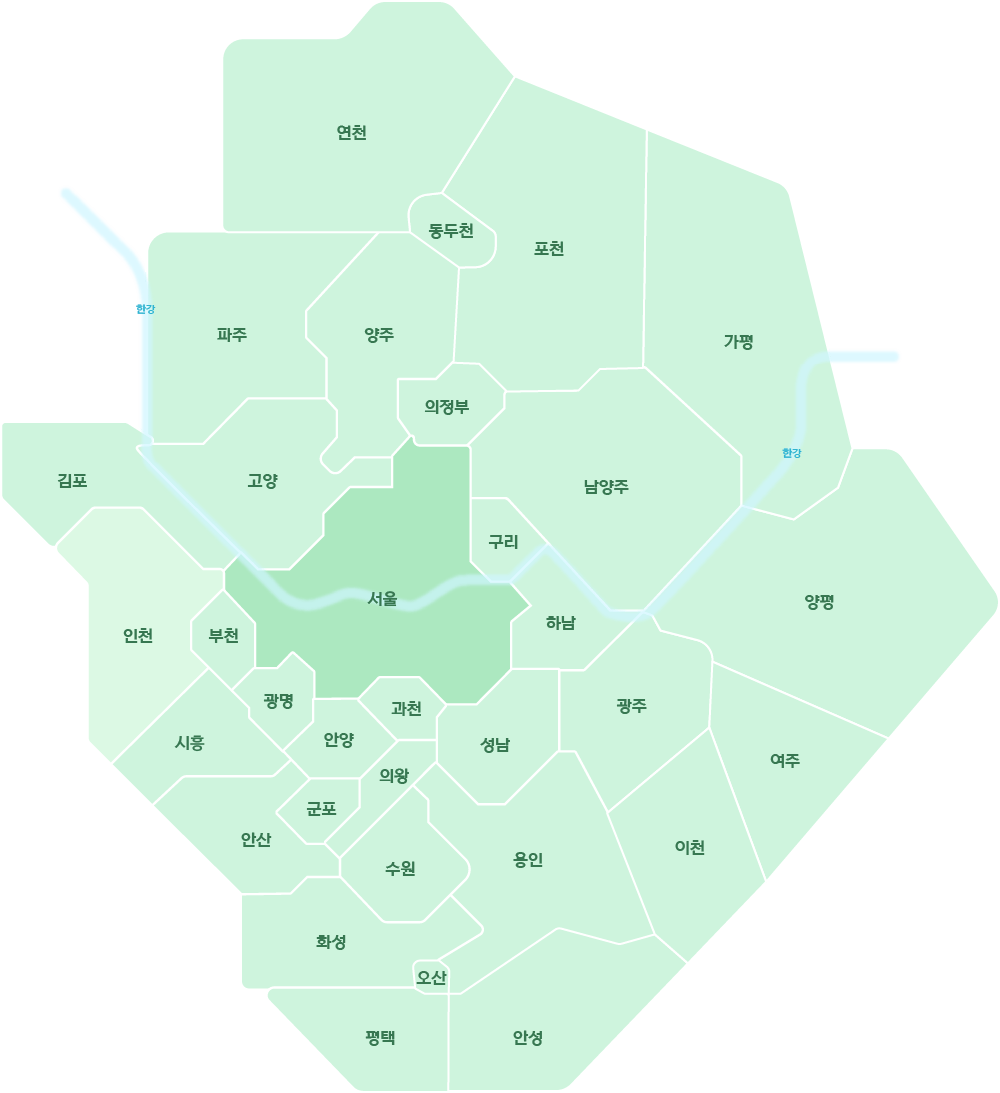 연천
동두천
포천
한강
파주
양주
가평
의정부
한강
김포
고양
남양주
구리
서울
양평
하남
인천
부천
광명
과천
광주
시흥
안양
성남
여주
의왕
군포
안산
이천
수원
용인
화성
오산
평택
안성